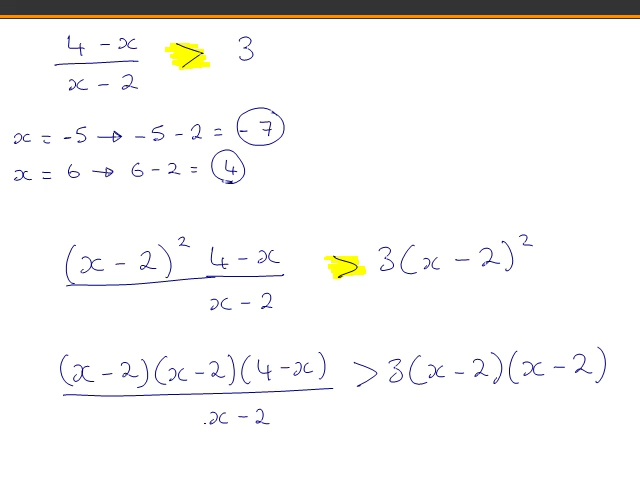 (4 - x)/(x - 2) > 3
x = -5 → -5 - 2 = -7
x = 6 → 6 - 2 = 4
(x - 2)² (4 - x)/(x - 2) > 3(x - 2)²
(x - 2)(x - 2)(4 - x)/(x - 2) > 3(x - 2)(x - 2)